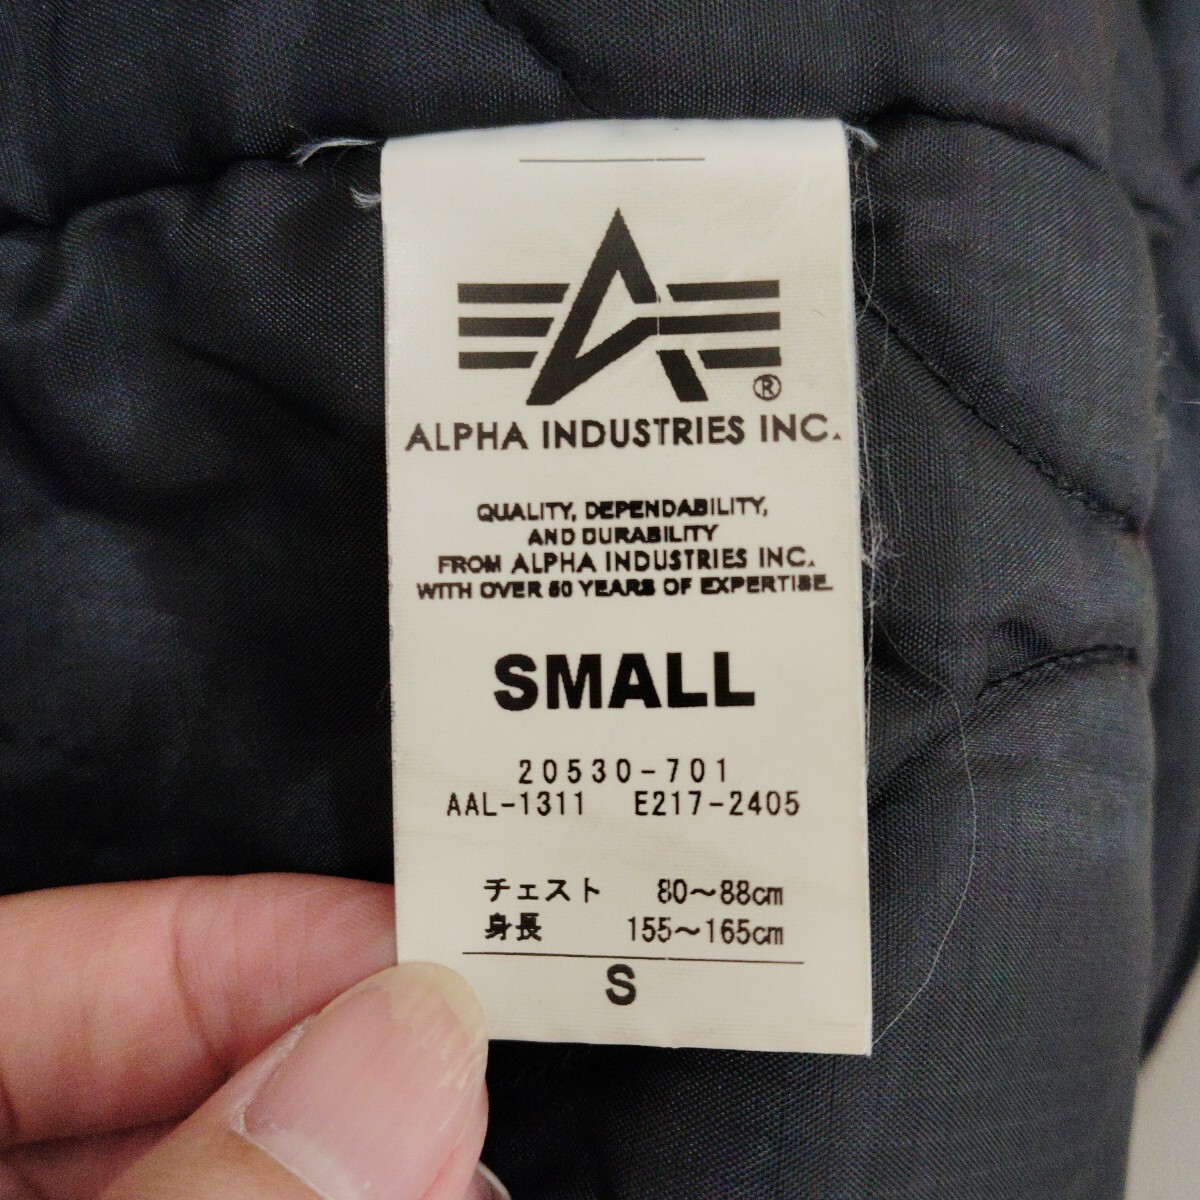 ®
ALPHA INDUSTRIES INC.
QUALITY, DEPENDABILITY,
AND DURABILITY
FROM ALPHA INDUSTRIES INC.
WITH OVER 50 YEARS OF EXPERTISE.
SMALL
20530-701
AAL-1311 E217-2405
チェスト 80～88cm
身長 155～165cm
S